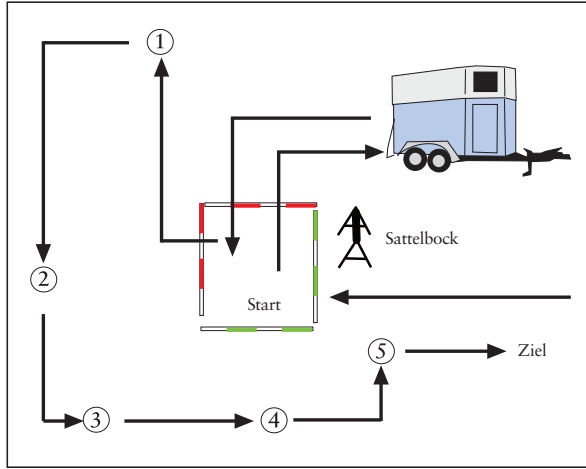 ①
②
Sattelbock
Start
⑤
Ziel
③
④